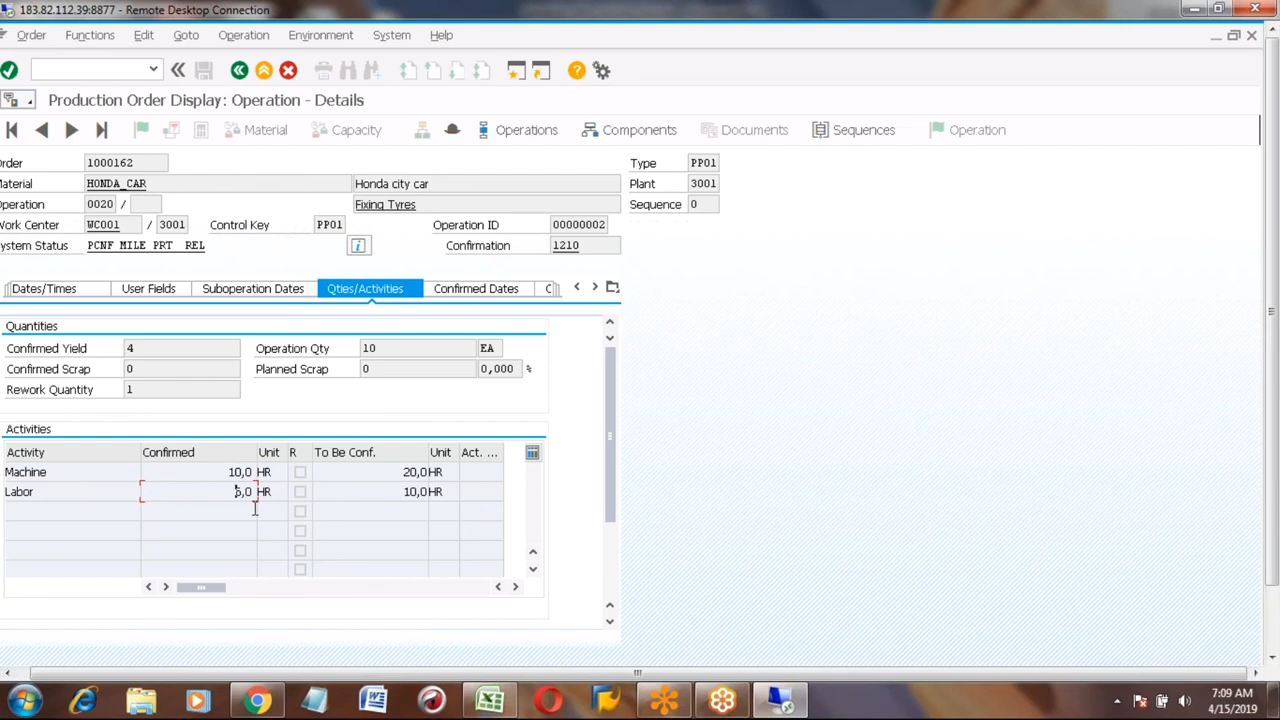 183.82.112.39:8877 - Remote Desktop Connection
Order Functions Edit Goto Operation Environment System Help
Production Order Display: Operation - Details
Material Capacity Operations Components Documents Sequences Operation
Order 1000162 Type PP01
Material HONDA_CAR Honda city car Plant 3001
Operation 0020 / Fixing Tyres Sequence 0
Work Center WC001 / 3001 Control Key PP01 Operation ID 00000002
System Status PCNF MILE PRT REL Confirmation 1210
Dates/Times User Fields Suboperation Dates Qties/Activities Confirmed Dates
Quantities
Confirmed Yield 4 Operation Qty 10 EA
Confirmed Scrap 0 Planned Scrap 0 0,000 %
Rework Quantity 1
Activities
Activity Confirmed Unit R To Be Conf. Unit Act. ...
Machine 10,0 HR 20,0 HR
Labor 5,0 HR 10,0 HR
7:09 AM
4/15/2019